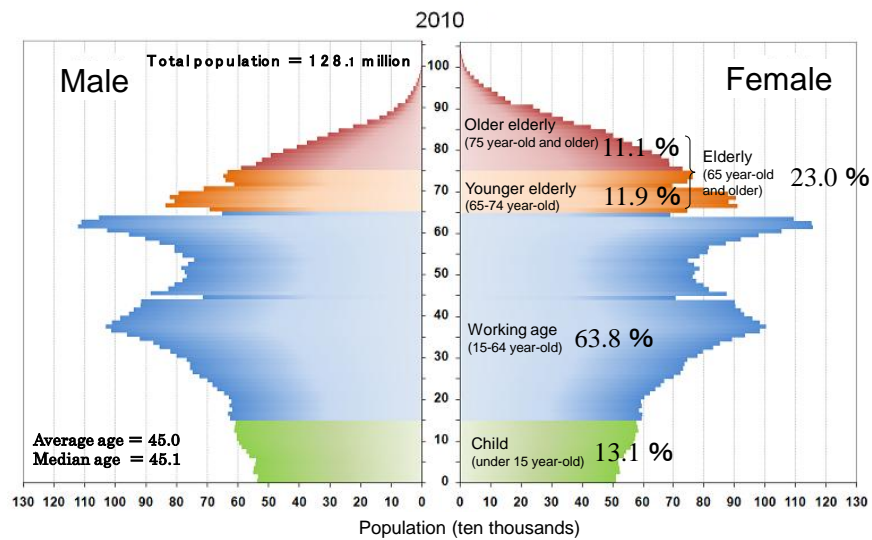 2010
Male
Total population = 128.1 million
Female
100
90
80
70
60
50
40
30
20
10
0
Older elderly
(75 year-old and older)
11.1 %
Elderly
(65 year-old
and older)
23.0 %
Younger elderly
(65-74 year-old)
11.9 %
Working age
(15-64 year-old)
63.8 %
Child
(under 15 year-old)
13.1 %
Average age = 45.0
Median age = 45.1
130 120 110 100 90 80 70 60 50 40 30 20 10 0
0 10 20 30 40 50 60 70 80 90 100 110 120 130
Population (ten thousands)